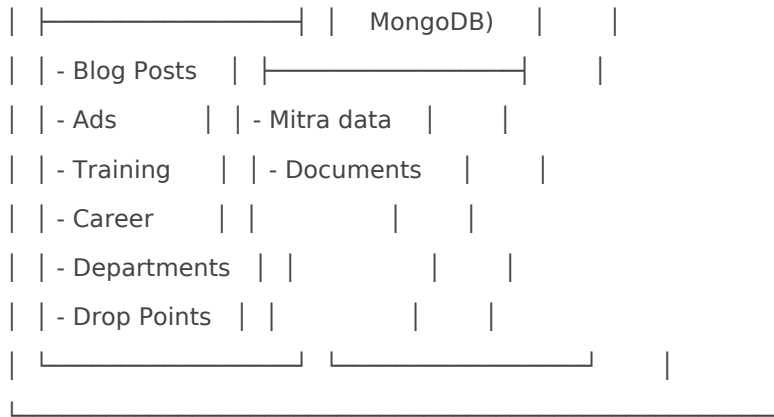 │ ├─────────────────┤ │ MongoDB) │ │
│ │ - Blog Posts │ ├─────────────────┤ │
│ │ - Ads │ │ - Mitra data │ │
│ │ - Training │ │ - Documents │ │
│ │ - Career │ │ │ │
│ │ - Departments │ │ │ │
│ │ - Drop Points │ │ │ │
│ └─────────────────┘ └─────────────────┘ │
└──────────────────────────────────────────────────